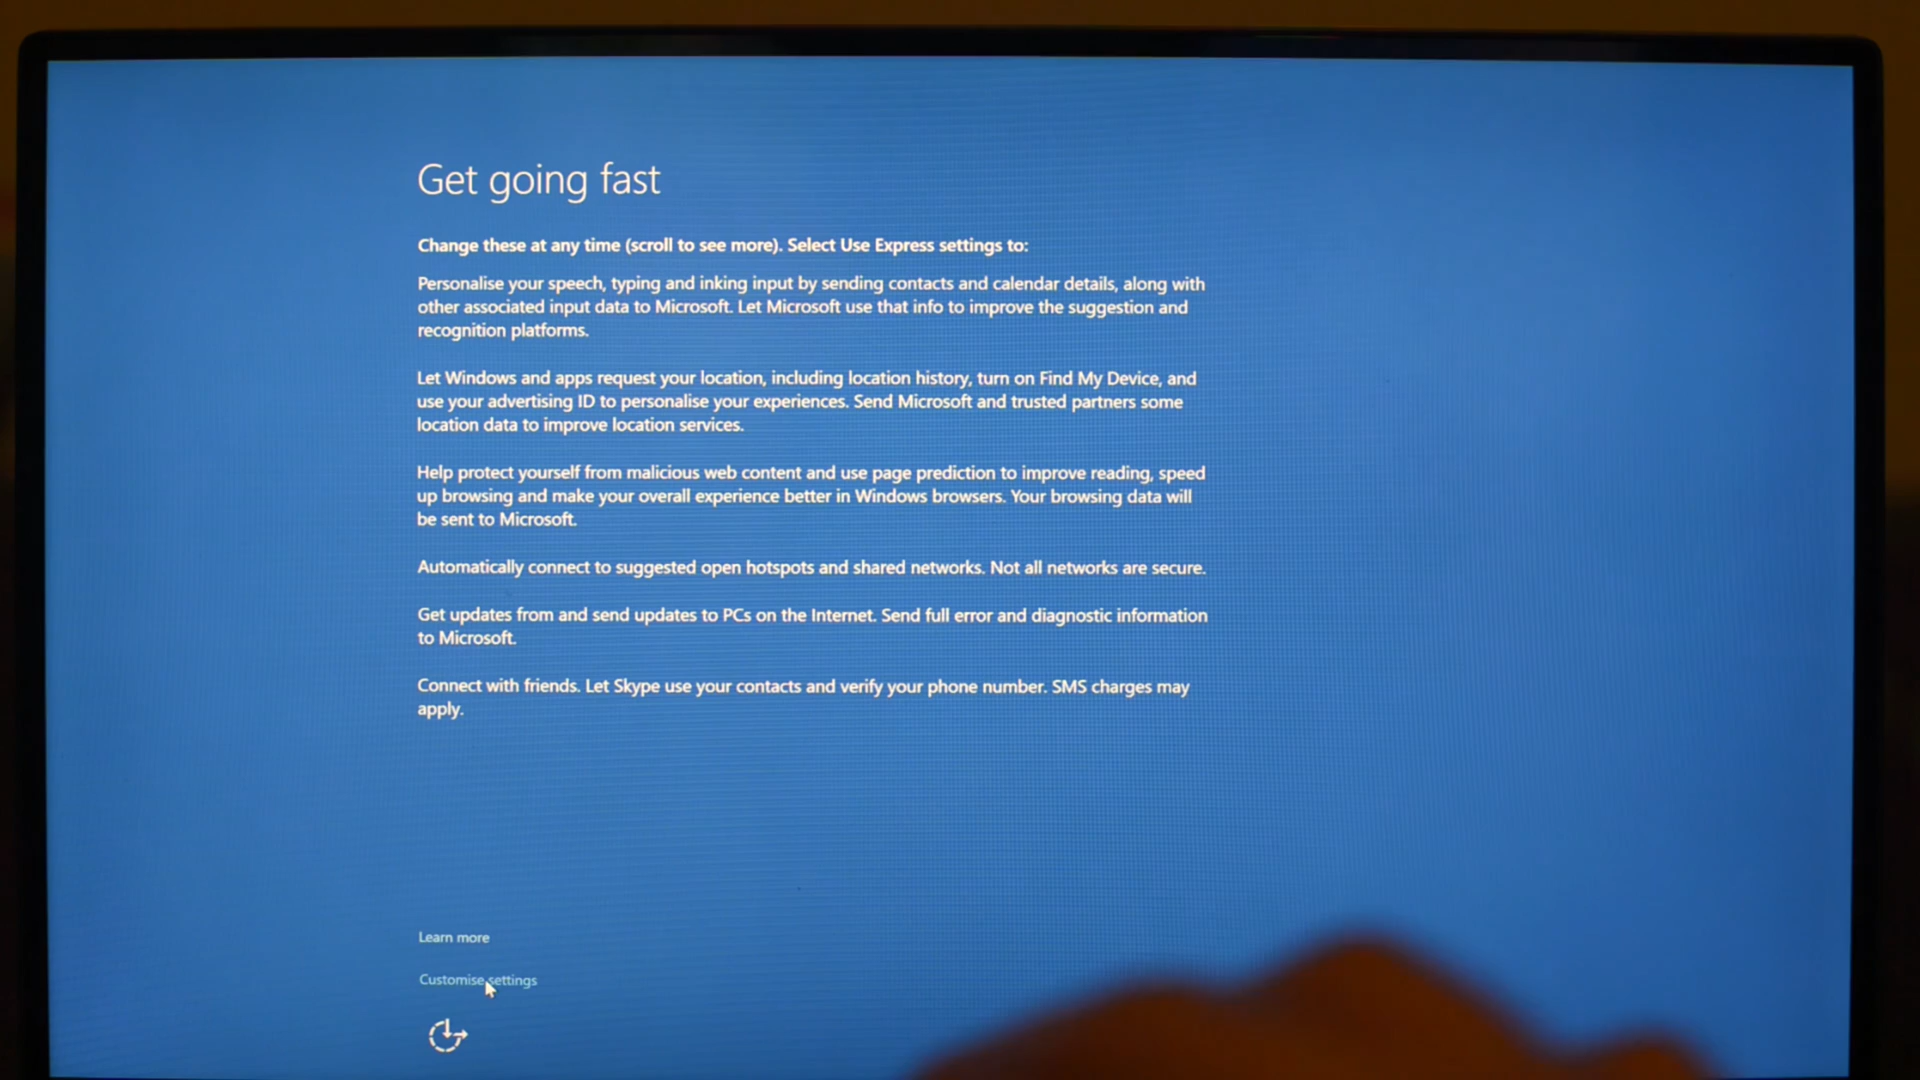 Get going fast
Change these at any time (scroll to see more). Select Use Express settings to:
Personalise your speech, typing and inking input by sending contacts and calendar details, along with
other associated input data to Microsoft. Let Microsoft use that info to improve the suggestion and
recognition platforms.
Let Windows and apps request your location, including location history, turn on Find My Device, and
use your advertising ID to personalise your experiences. Send Microsoft and trusted partners some
location data to improve location services.
Help protect yourself from malicious web content and use page prediction to improve reading, speed
up browsing and make your overall experience better in Windows browsers. Your browsing data will
be sent to Microsoft.
Automatically connect to suggested open hotspots and shared networks. Not all networks are secure.
Get updates from and send updates to PCs on the Internet. Send full error and diagnostic information
to Microsoft.
Connect with friends. Let Skype use your contacts and verify your phone number. SMS charges may
apply.
Learn more
Customise settings